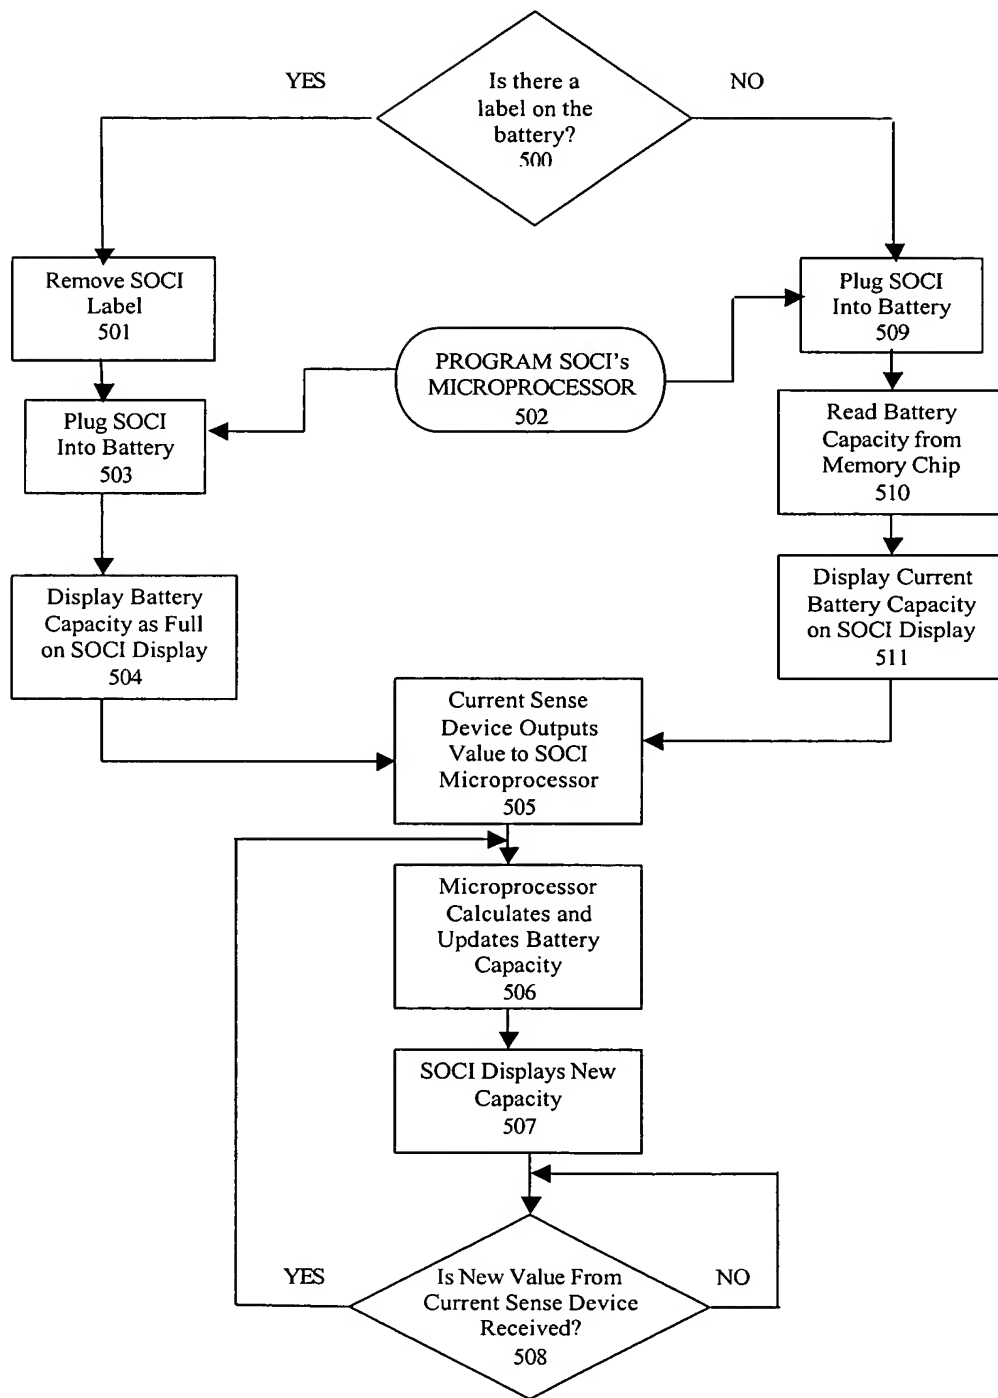 YES
Is there a
label on the
battery?
500
NO
Remove SOCI
Label
501
Plug SOCI
Into Battery
509
PROGRAM SOCI's
MICROPROCESSOR
502
Plug SOCI
Into Battery
503
Read Battery
Capacity from
Memory Chip
510
Display Battery
Capacity as Full
on SOCI Display
504
Display Current
Battery Capacity
on SOCI Display
511
Current Sense
Device Outputs
Value to SOCI
Microprocessor
505
Microprocessor
Calculates and
Updates Battery
Capacity
506
SOCI Displays New
Capacity
507
YES
Is New Value From
Current Sense Device
Received?
508
NO